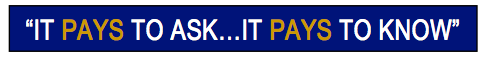 “IT PAYS TO ASK...IT PAYS TO KNOW”